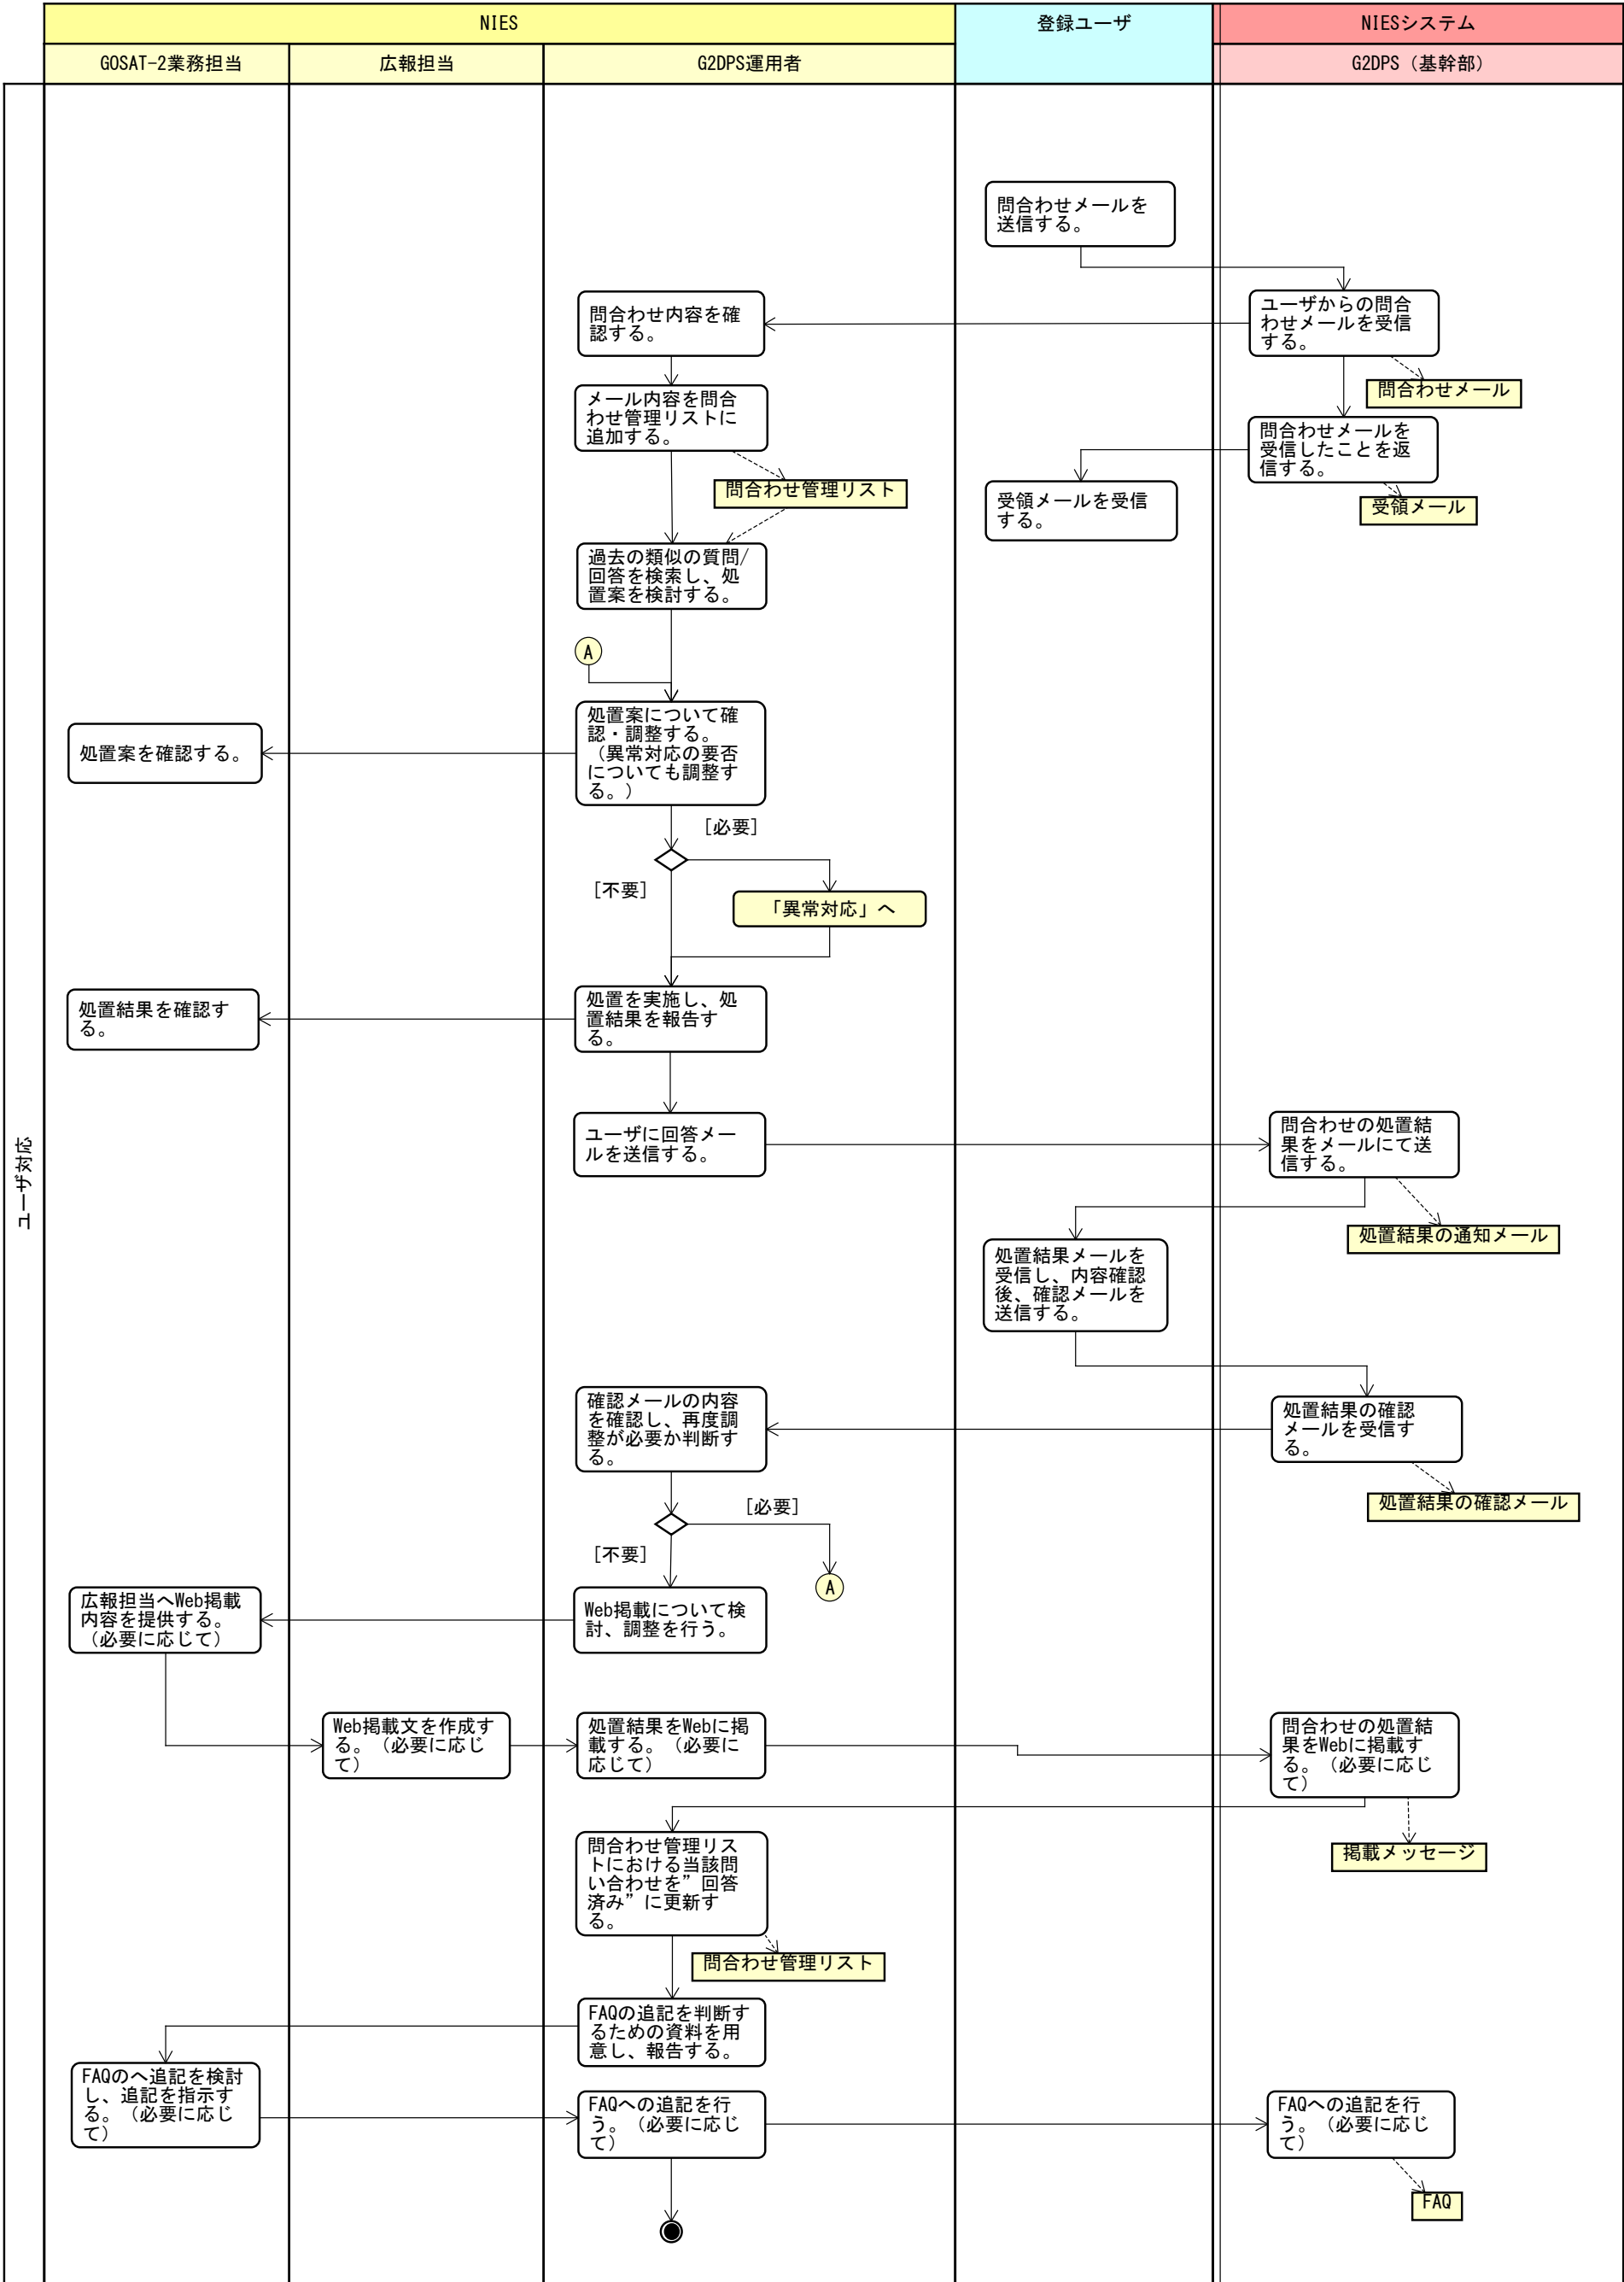 NIES
登録ユーザ
NIESシステム
GOSAT-2業務担当
広報担当
G2DPS運用者
G2DPS（基幹部）
ユーザ対応
問合わせメールを
送信する。
ユーザからの問合
わせメールを受信
する。
問合わせ内容を確
認する。
問合わせメール
メール内容を問合
わせ管理リストに
追加する。
問合わせメールを
受信したことを返
信する。
問合わせ管理リスト
受領メールを受信
する。
受領メール
過去の類似の質問/
回答を検索し、処
置案を検討する。
A
処置案について確
認・調整する。
（異常対応の要否
についても調整す
る。）
処置案を確認する。
[必要]
[不要]
「異常対応」へ
処置を実施し、処
置結果を報告す
る。
処置結果を確認す
る。
ユーザに回答メー
ルを送信する。
問合わせの処置結
果をメールにて送
信する。
処置結果の通知メール
処置結果メールを
受信し、内容確認
後、確認メールを
送信する。
確認メールの内容
を確認し、再度調
整が必要か判断す
る。
処置結果の確認
メールを受信す
る。
処置結果の確認メール
[必要]
[不要]
A
広報担当へWeb掲載
内容を提供する。
（必要に応じて）
Web掲載について検
討、調整を行う。
Web掲載文を作成す
る。（必要に応じ
て）
処置結果をWebに掲
載する。（必要に
応じて）
問合わせの処置結
果をWebに掲載す
る。（必要に応じ
て）
掲載メッセージ
問合わせ管理リス
トにおける当該問
い合わせを”回答
済み”に更新す
る。
問合わせ管理リスト
FAQの追記を判断す
るための資料を用
意し、報告する。
FAQのへ追記を検討
し、追記を指示す
る。（必要に応じ
て）
FAQへの追記を行
う。（必要に応じ
て）
FAQへの追記を行
う。（必要に応じ
て）
FAQ